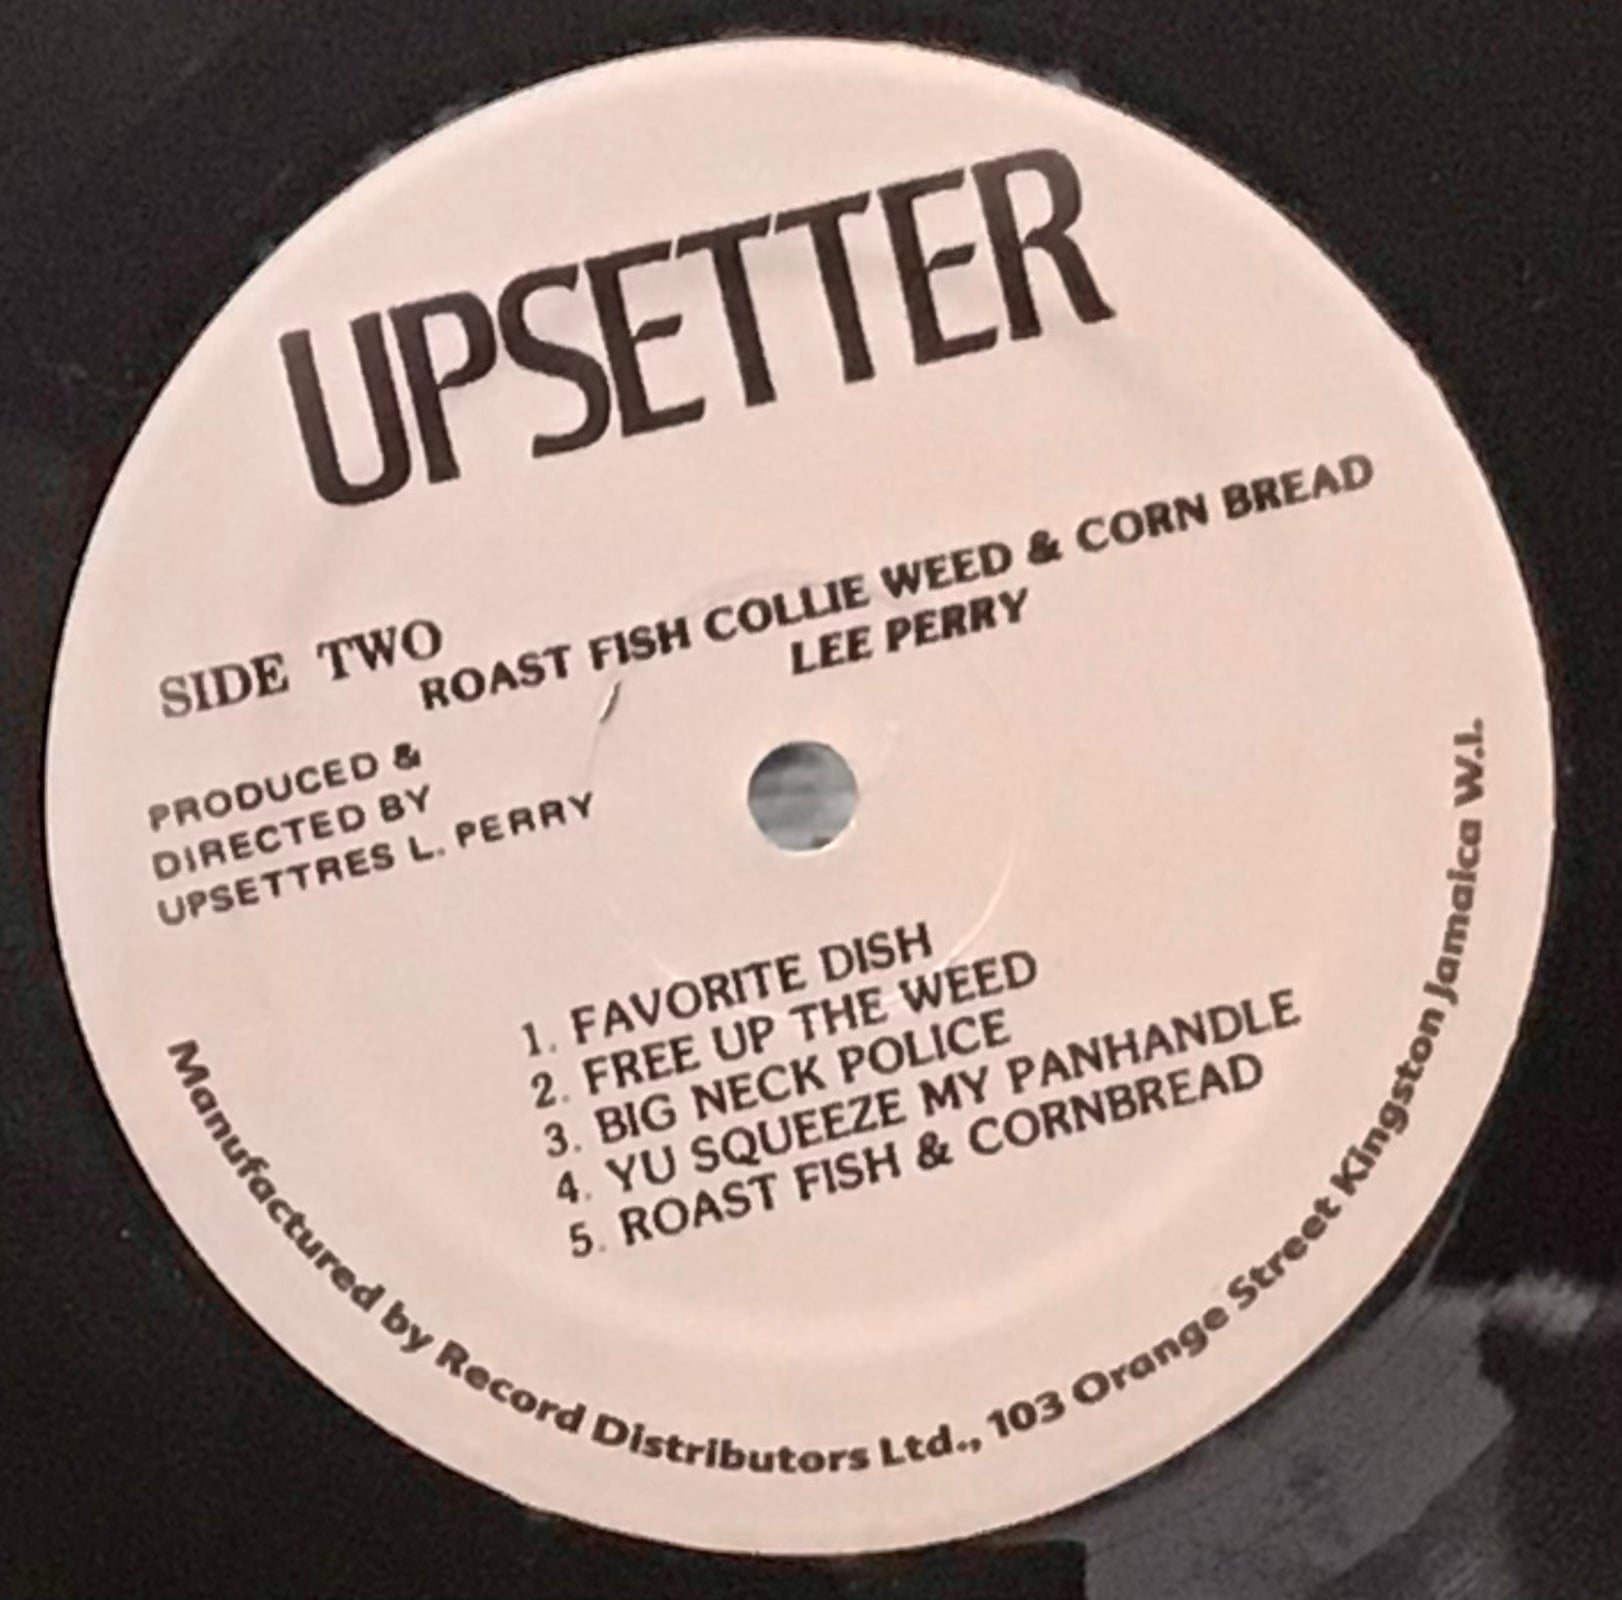 UPSETTER
SIDE TWO
ROAST FISH COLLIE WEED & CORN BREAD
LEE PERRY
PRODUCED &
DIRECTED BY
UPSETTRES L. PERRY
1. FAVORITE DISH
2. FREE UP THE WEED
3. BIG NECK POLICE
4. YU SQUEEZE MY PANHANDLE
5. ROAST FISH & CORNBREAD
Manufactured by Record Distributors Ltd., 103 Orange Street Kingston Jamaica W.I.